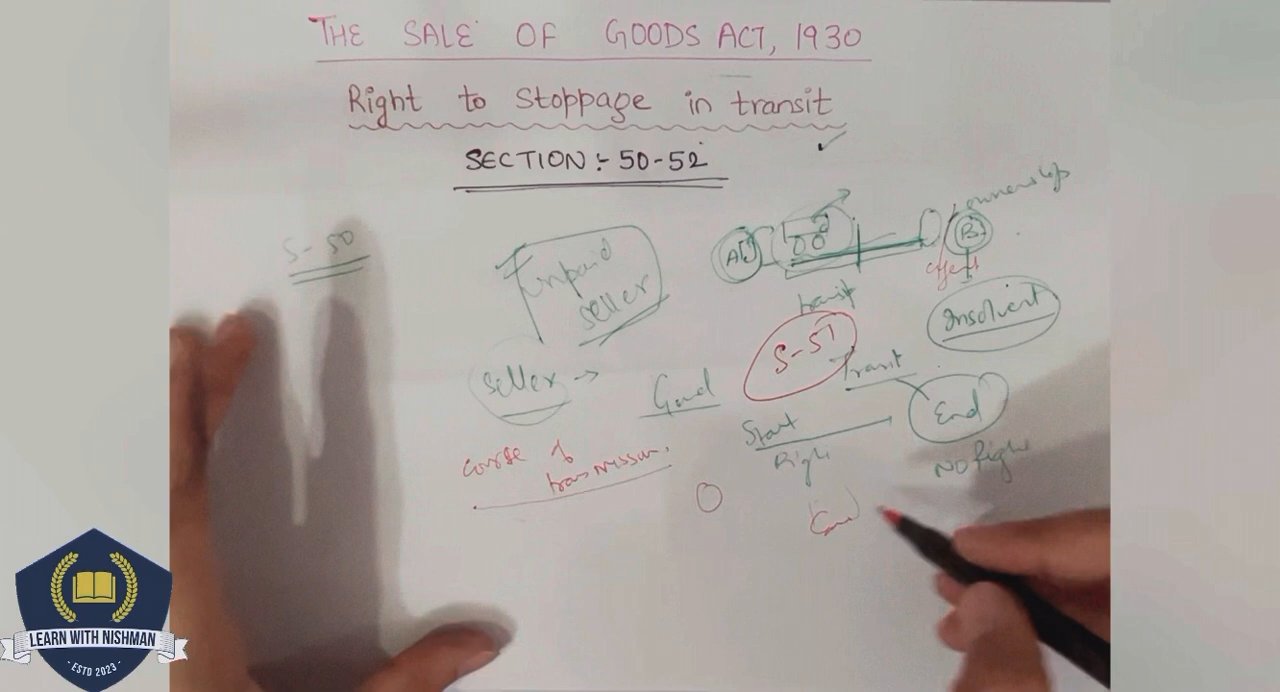 THE SALE OF GOODS ACT, 1930
Right to Stoppage in transit
SECTION :- 50-52
S-50
Unpaid
seller
A
B
ownership
transit
Insolvent
S-51
seller →
Good
Transit
Start
End
Right
No Right
course of
transmission.
LEARN WITH NISHMAN
- ESTD 2023 -